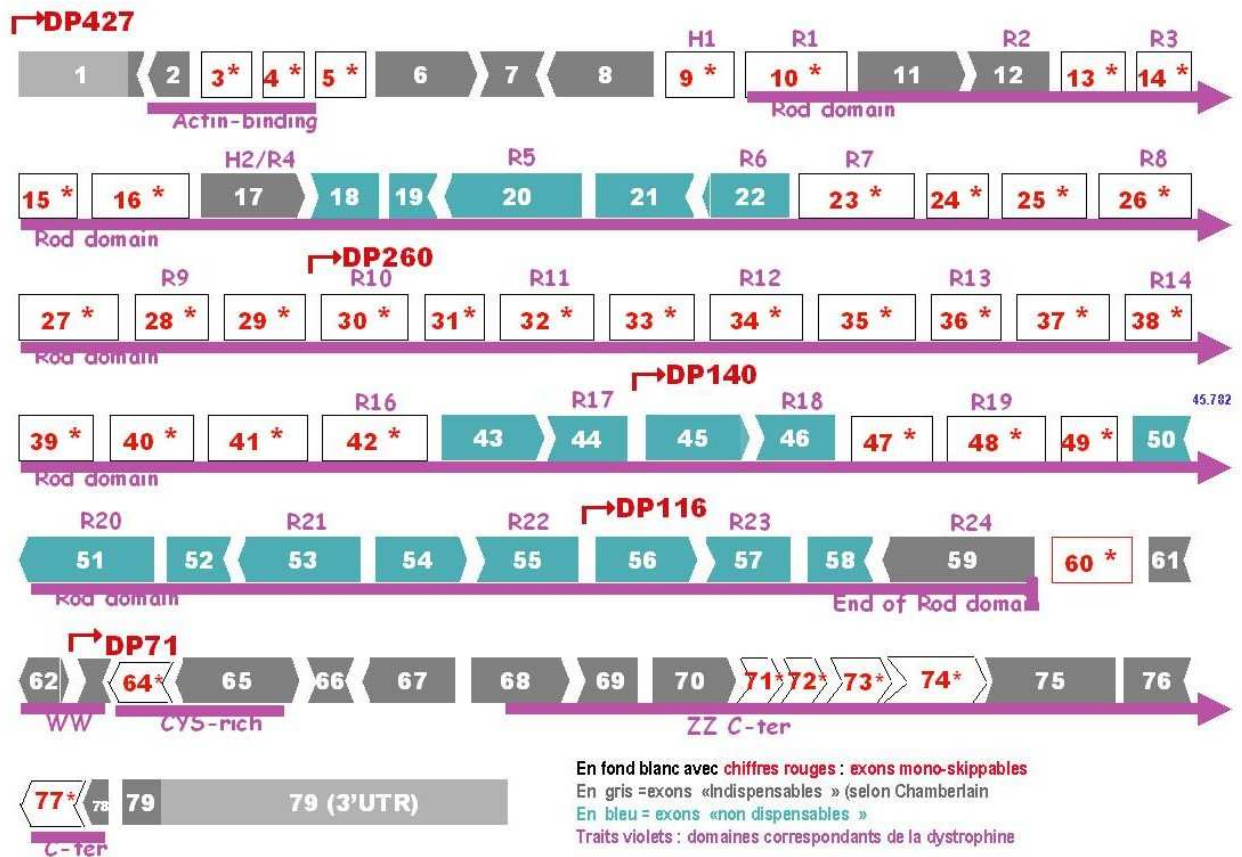 DP427
H1 R1 R2 R3
1 2 3* 4* 5* 6 7 8 9 * 10 * 11 12 13 * 14 *
Actin-binding Rod domain
H2/R4 R5 R6 R7 R8
15 * 16 * 17 18 19 20 21 22 23 * 24 * 25 * 26 *
Rod domain
DP260
R9 R10 R11 R12 R13 R14
27 * 28 * 29 * 30 * 31* 32 * 33 * 34 * 35 * 36 * 37 * 38 *
Rod domain
DP140
R16 R17 R18 R19 45.782
39 * 40 * 41 * 42 * 43 44 45 46 47 * 48 * 49 * 50
Rod domain
DP116
R20 R21 R22 R23 R24
51 52 53 54 55 56 57 58 59 60 * 61
Rod domain End of Rod domain
DP71
62 64* 65 66 67 68 69 70 71* 72* 73* 74* 75 76
WW CYS-rich ZZ C-ter
77* 78 79 79 (3'UTR)
C-ter
En fond blanc avec chiffres rouges : exons mono-skippables
En gris =exons «Indispensables » (selon Chamberlain
En bleu = exons «non dispensables »
Traits violets : domaines correspondants de la dystrophine